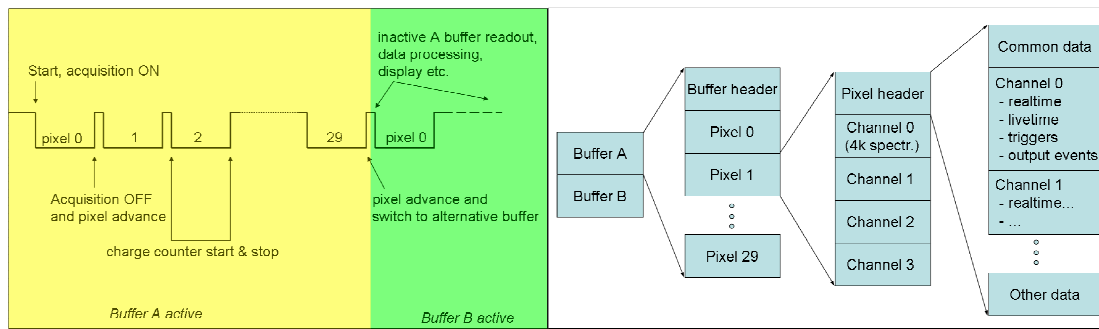 inactive A buffer readout,
data processing,
display etc.
Start, acquisition ON
pixel 0
1
2
29
pixel 0
Acquisition OFF
and pixel advance
pixel advance and
switch to alternative buffer
charge counter start & stop
Buffer A active
Buffer B active
Buffer A
Buffer B
Buffer header
Pixel 0
Pixel 1
Pixel 29
Pixel header
Channel 0
(4k spectr.)
Channel 1
Channel 2
Channel 3
Common data
Channel 0
- realtime
- livetime
- triggers
- output events
Channel 1
- realtime...
- ...
Other data